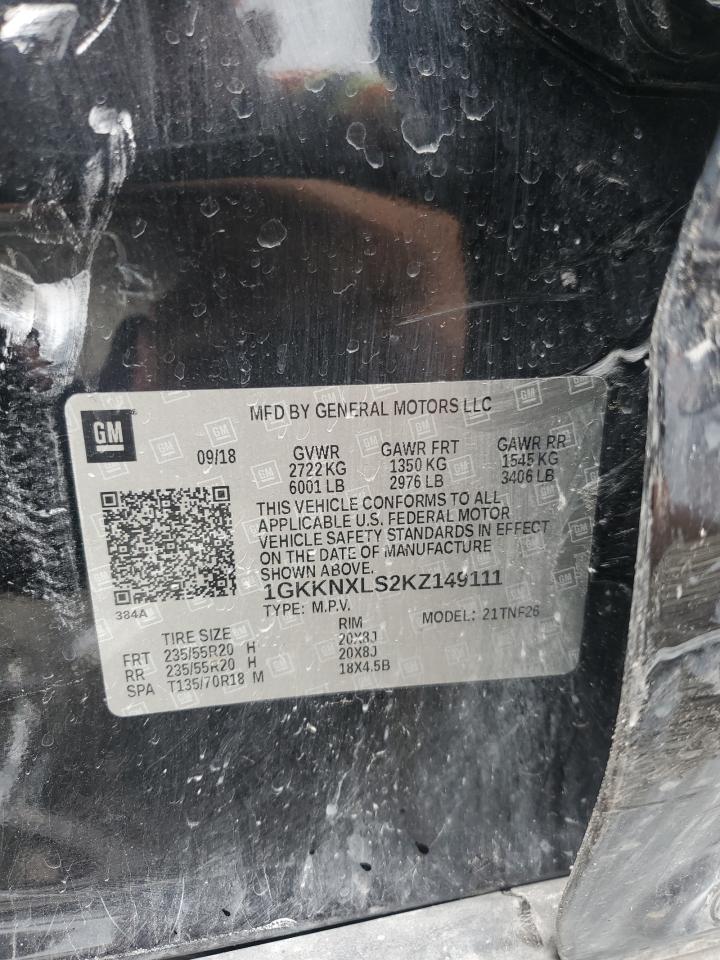 GM
MFD BY GENERAL MOTORS LLC
09/18
GVWR GAWR FRT GAWR RR
2722 KG 1350 KG 1545 KG
6001 LB 2976 LB 3406 LB
THIS VEHICLE CONFORMS TO ALL
APPLICABLE U.S. FEDERAL MOTOR
VEHICLE SAFETY STANDARDS IN EFFECT
ON THE DATE OF MANUFACTURE
SHOWN ABOVE.
384A
1GKKNXLS2KZ149111
TYPE: M.P.V. MODEL: 21TNF26
TIRE SIZE RIM
FRT 235/55R20 H 20X8J
RR 235/55R20 H 20X8J
SPA T135/70R18 M 18X4.5B